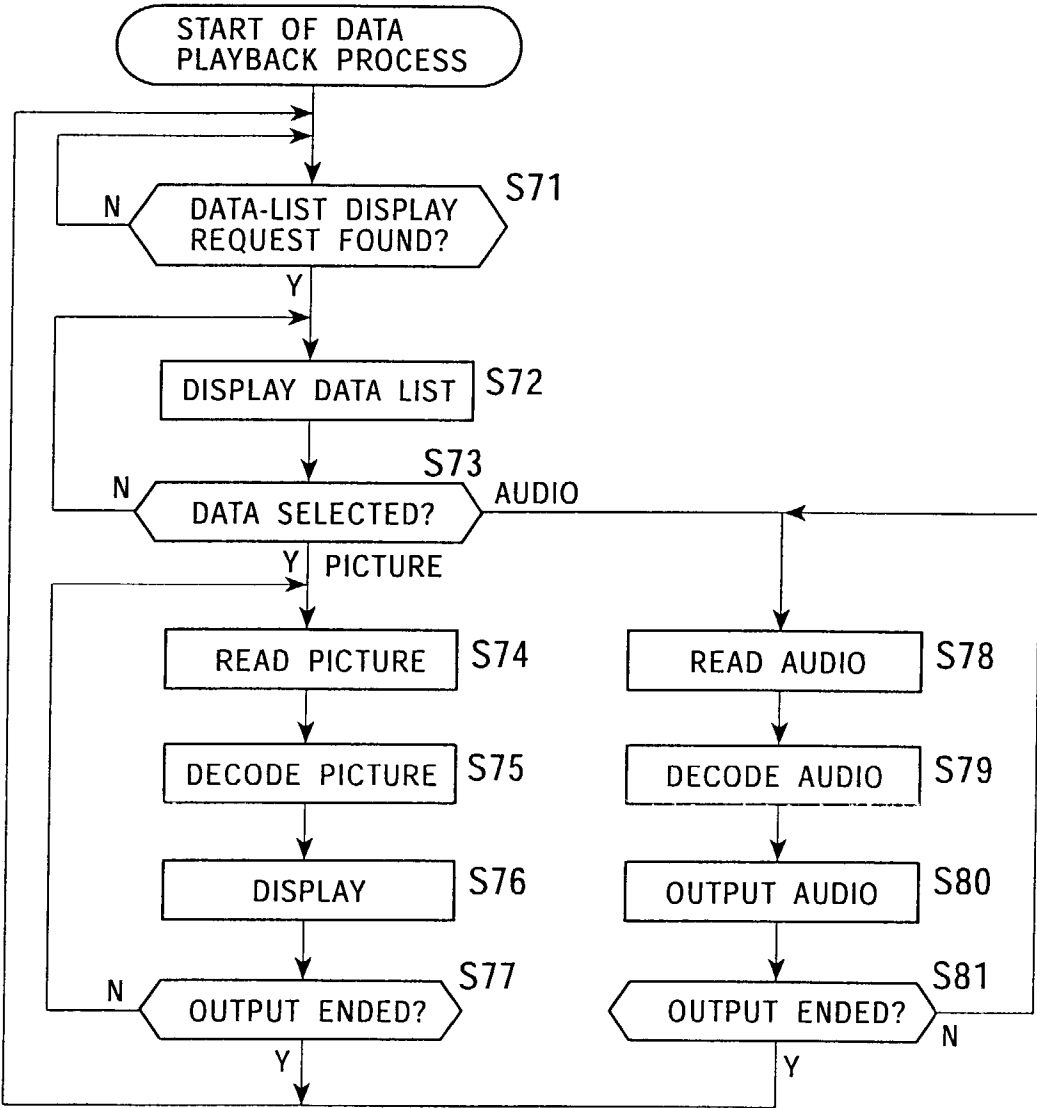 START OF DATA
PLAYBACK PROCESS
S71
N
DATA-LIST DISPLAY
REQUEST FOUND?
Y
DISPLAY DATA LIST
S72
S73
N
DATA SELECTED?
AUDIO
Y
PICTURE
READ PICTURE
S74
READ AUDIO
S78
DECODE PICTURE
S75
DECODE AUDIO
S79
DISPLAY
S76
OUTPUT AUDIO
S80
S77
S81
N
OUTPUT ENDED?
OUTPUT ENDED?
N
Y
Y